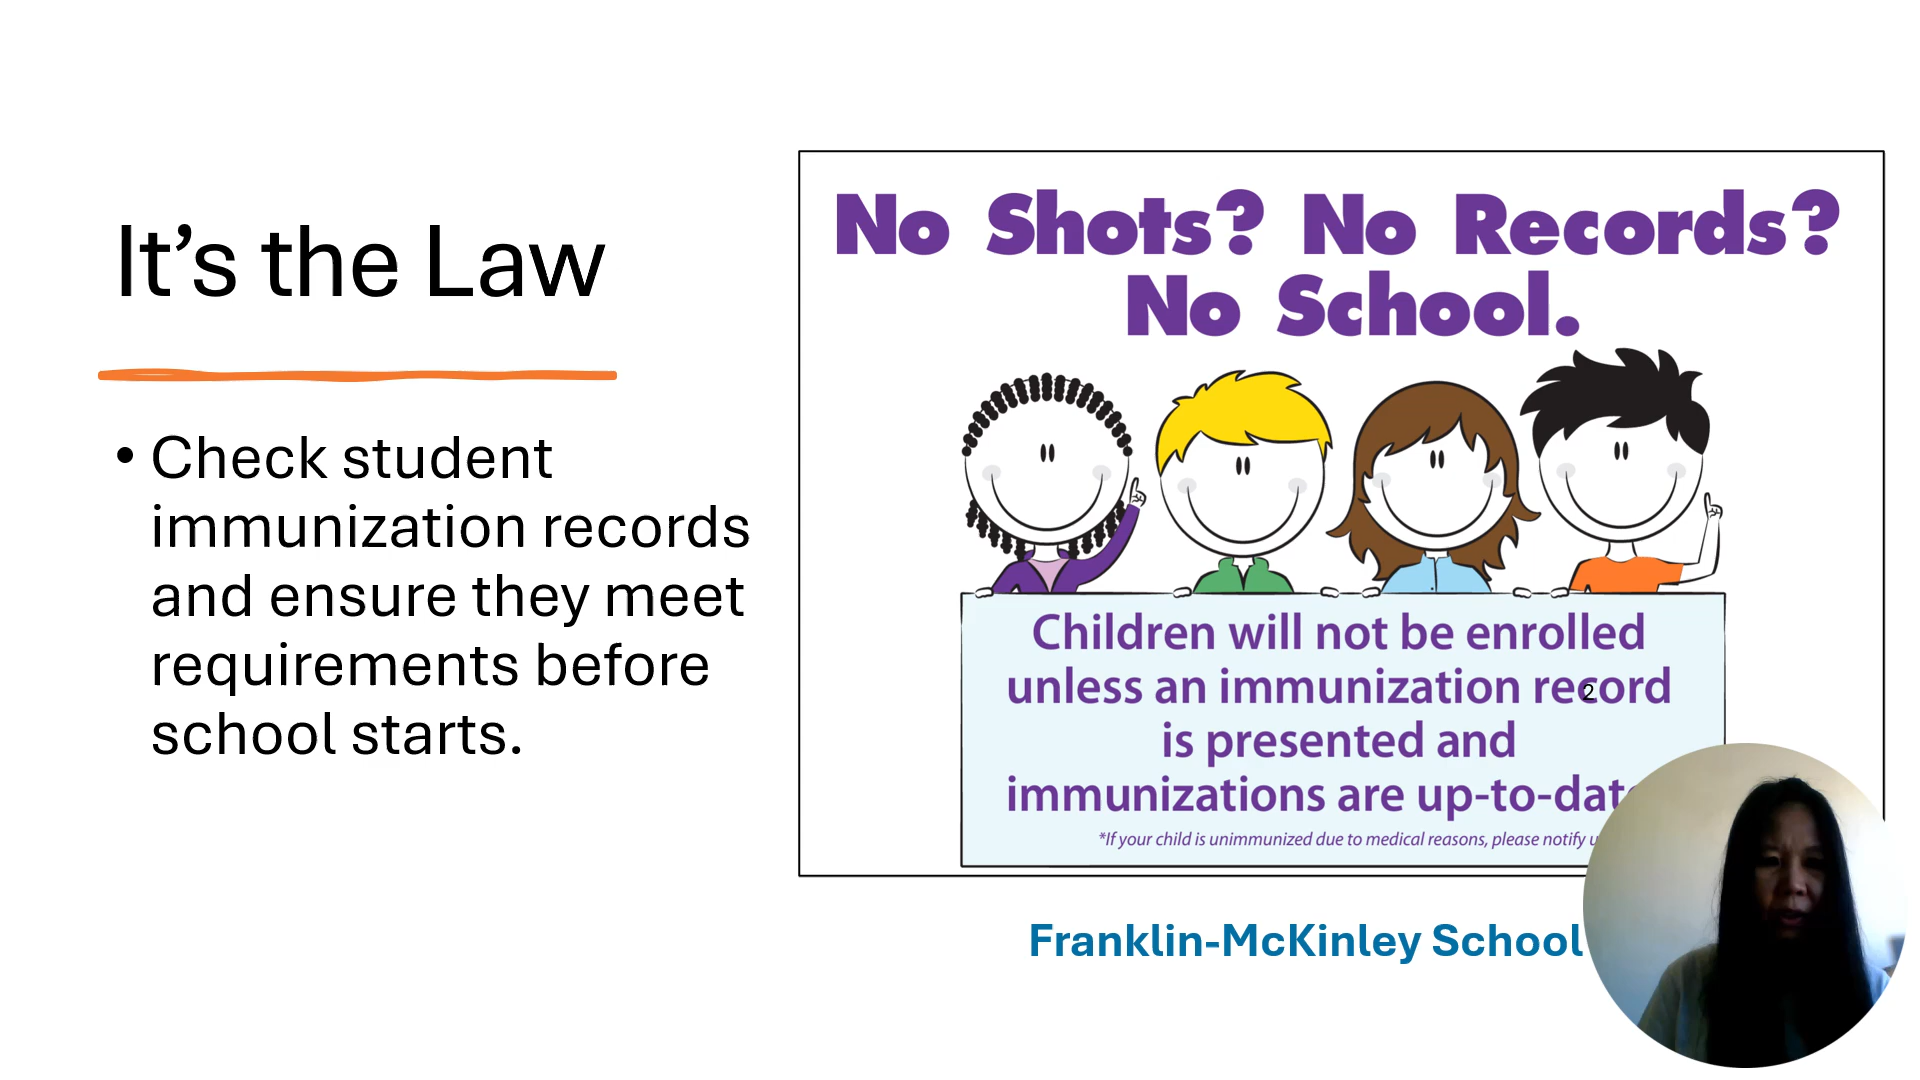 It’s the Law
• Check student
immunization records
and ensure they meet
requirements before
school starts.
No Shots? No Records?
No School.
Children will not be enrolled
unless an immunization record
2
is presented and
immunizations are up-to-dat
*If your child is unimmunized due to medical reasons, please notify
Franklin-McKinley School